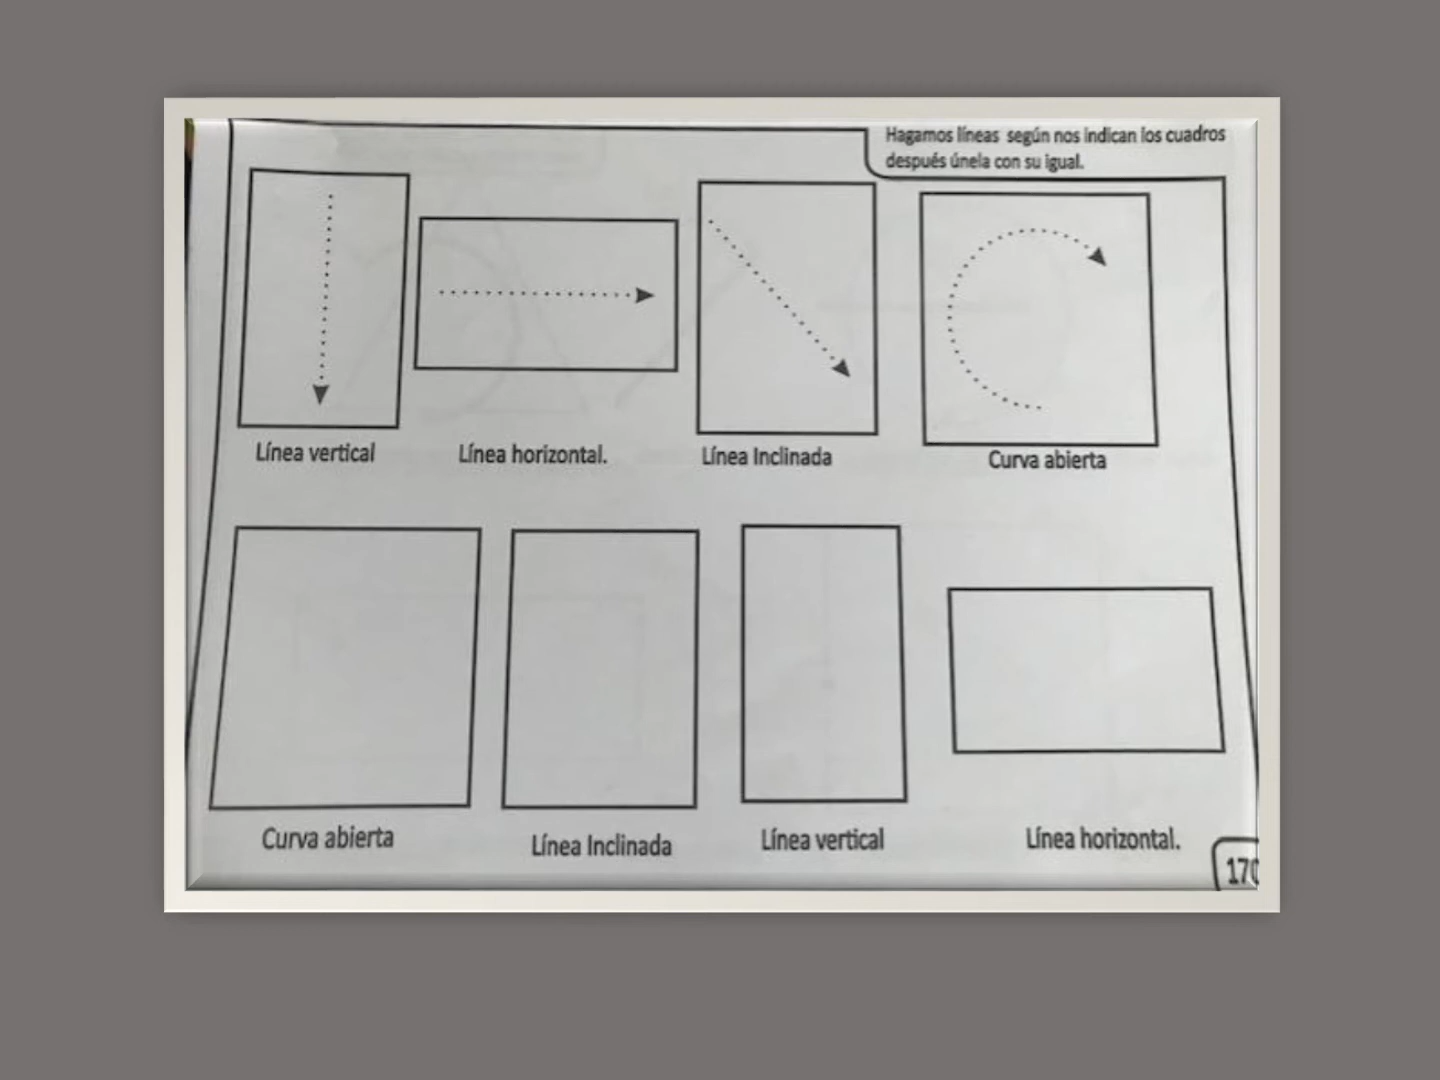 Hagamos líneas según nos indican los cuadros
después únela con su igual.
Línea vertical
Línea horizontal.
Línea Inclinada
Curva abierta
Curva abierta
Línea Inclinada
Línea vertical
Línea horizontal.
170